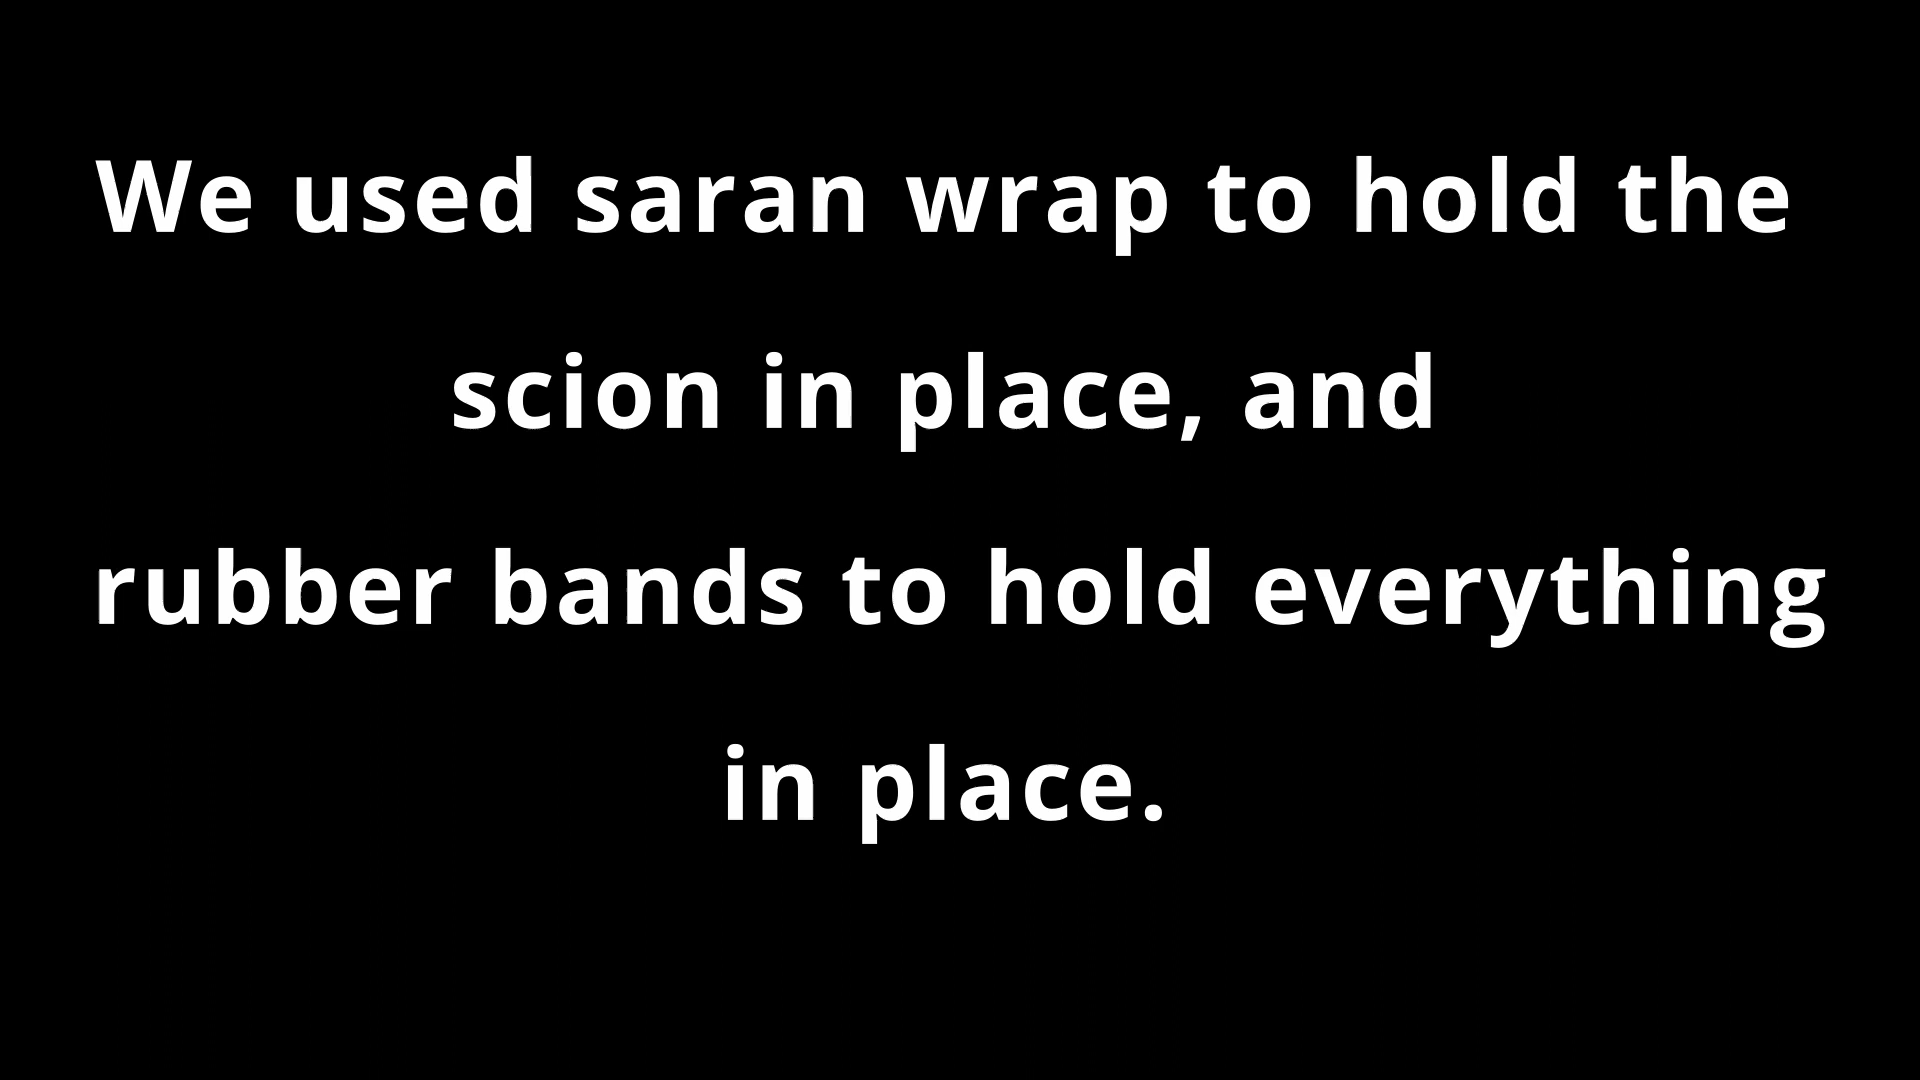 We used saran wrap to hold the
scion in place, and
rubber bands to hold everything
in place.